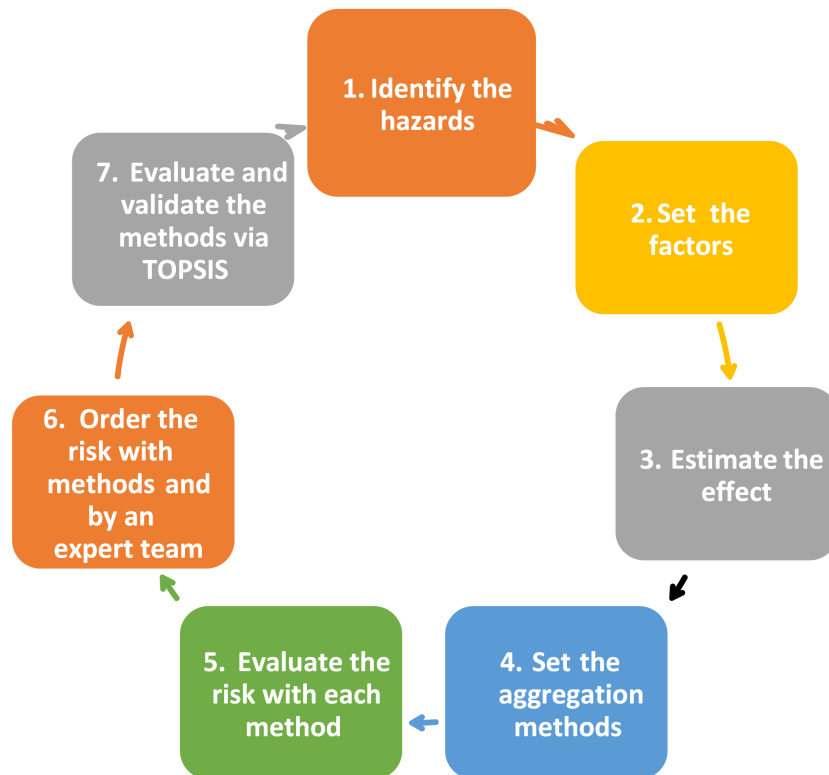 1. Identify the
hazards
2. Set the
factors
3. Estimate the
effect
4. Set the
aggregation
methods
5. Evaluate the
risk with each
method
6. Order the
risk with
methods and
by an
expert team
7. Evaluate and
validate the
methods via
TOPSIS